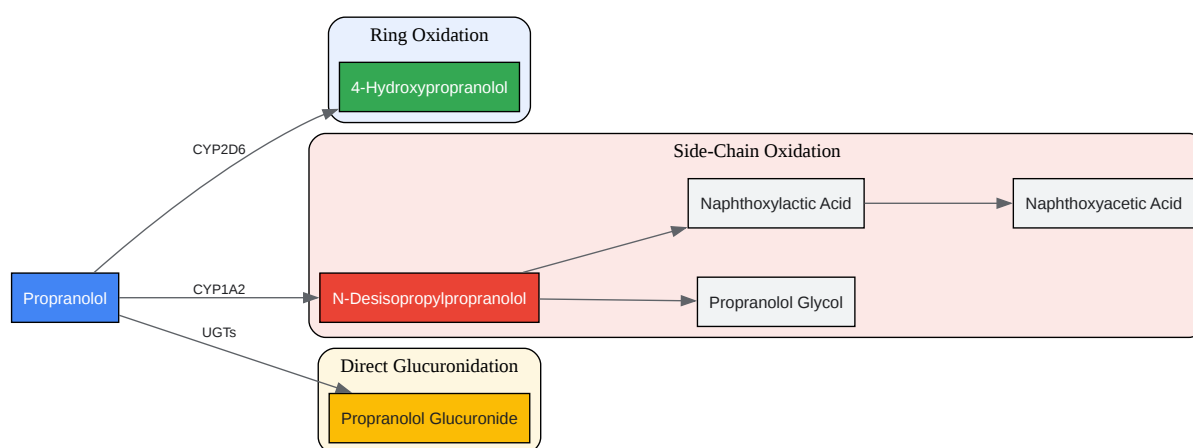 Ring Oxidation
4-Hydroxypropranolol
CYP2D6
Side-Chain Oxidation
Naphthoxylactic Acid
Naphthoxyacetic Acid
Propranolol
CYP1A2
N-Desisopropylpropranolol
Propranolol Glycol
UGTs
Direct Glucuronidation
Propranolol Glucuronide